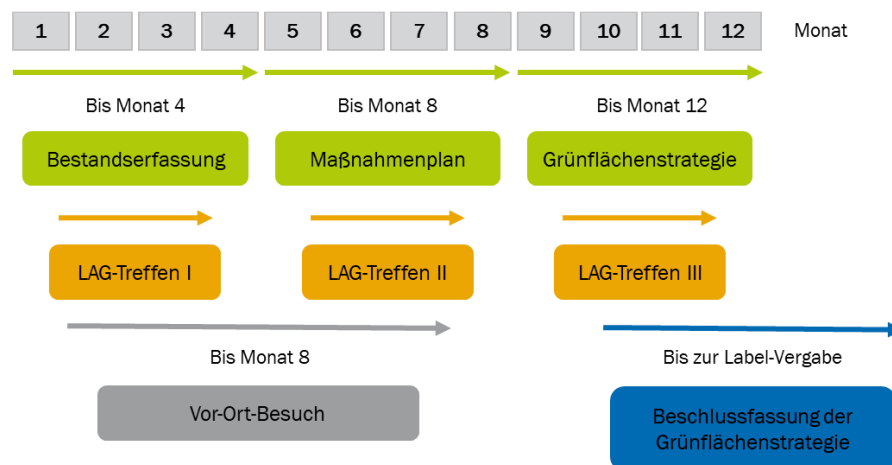 1 2 3 4 5 6 7 8 9 10 11 12 Monat
Bis Monat 4 Bis Monat 8 Bis Monat 12
Bestandserfassung Maßnahmenplan Grünflächenstrategie
LAG-Treffen I LAG-Treffen II LAG-Treffen III
Bis Monat 8 Bis zur Label-Vergabe
Vor-Ort-Besuch
Beschlussfassung der
Grünflächenstrategie